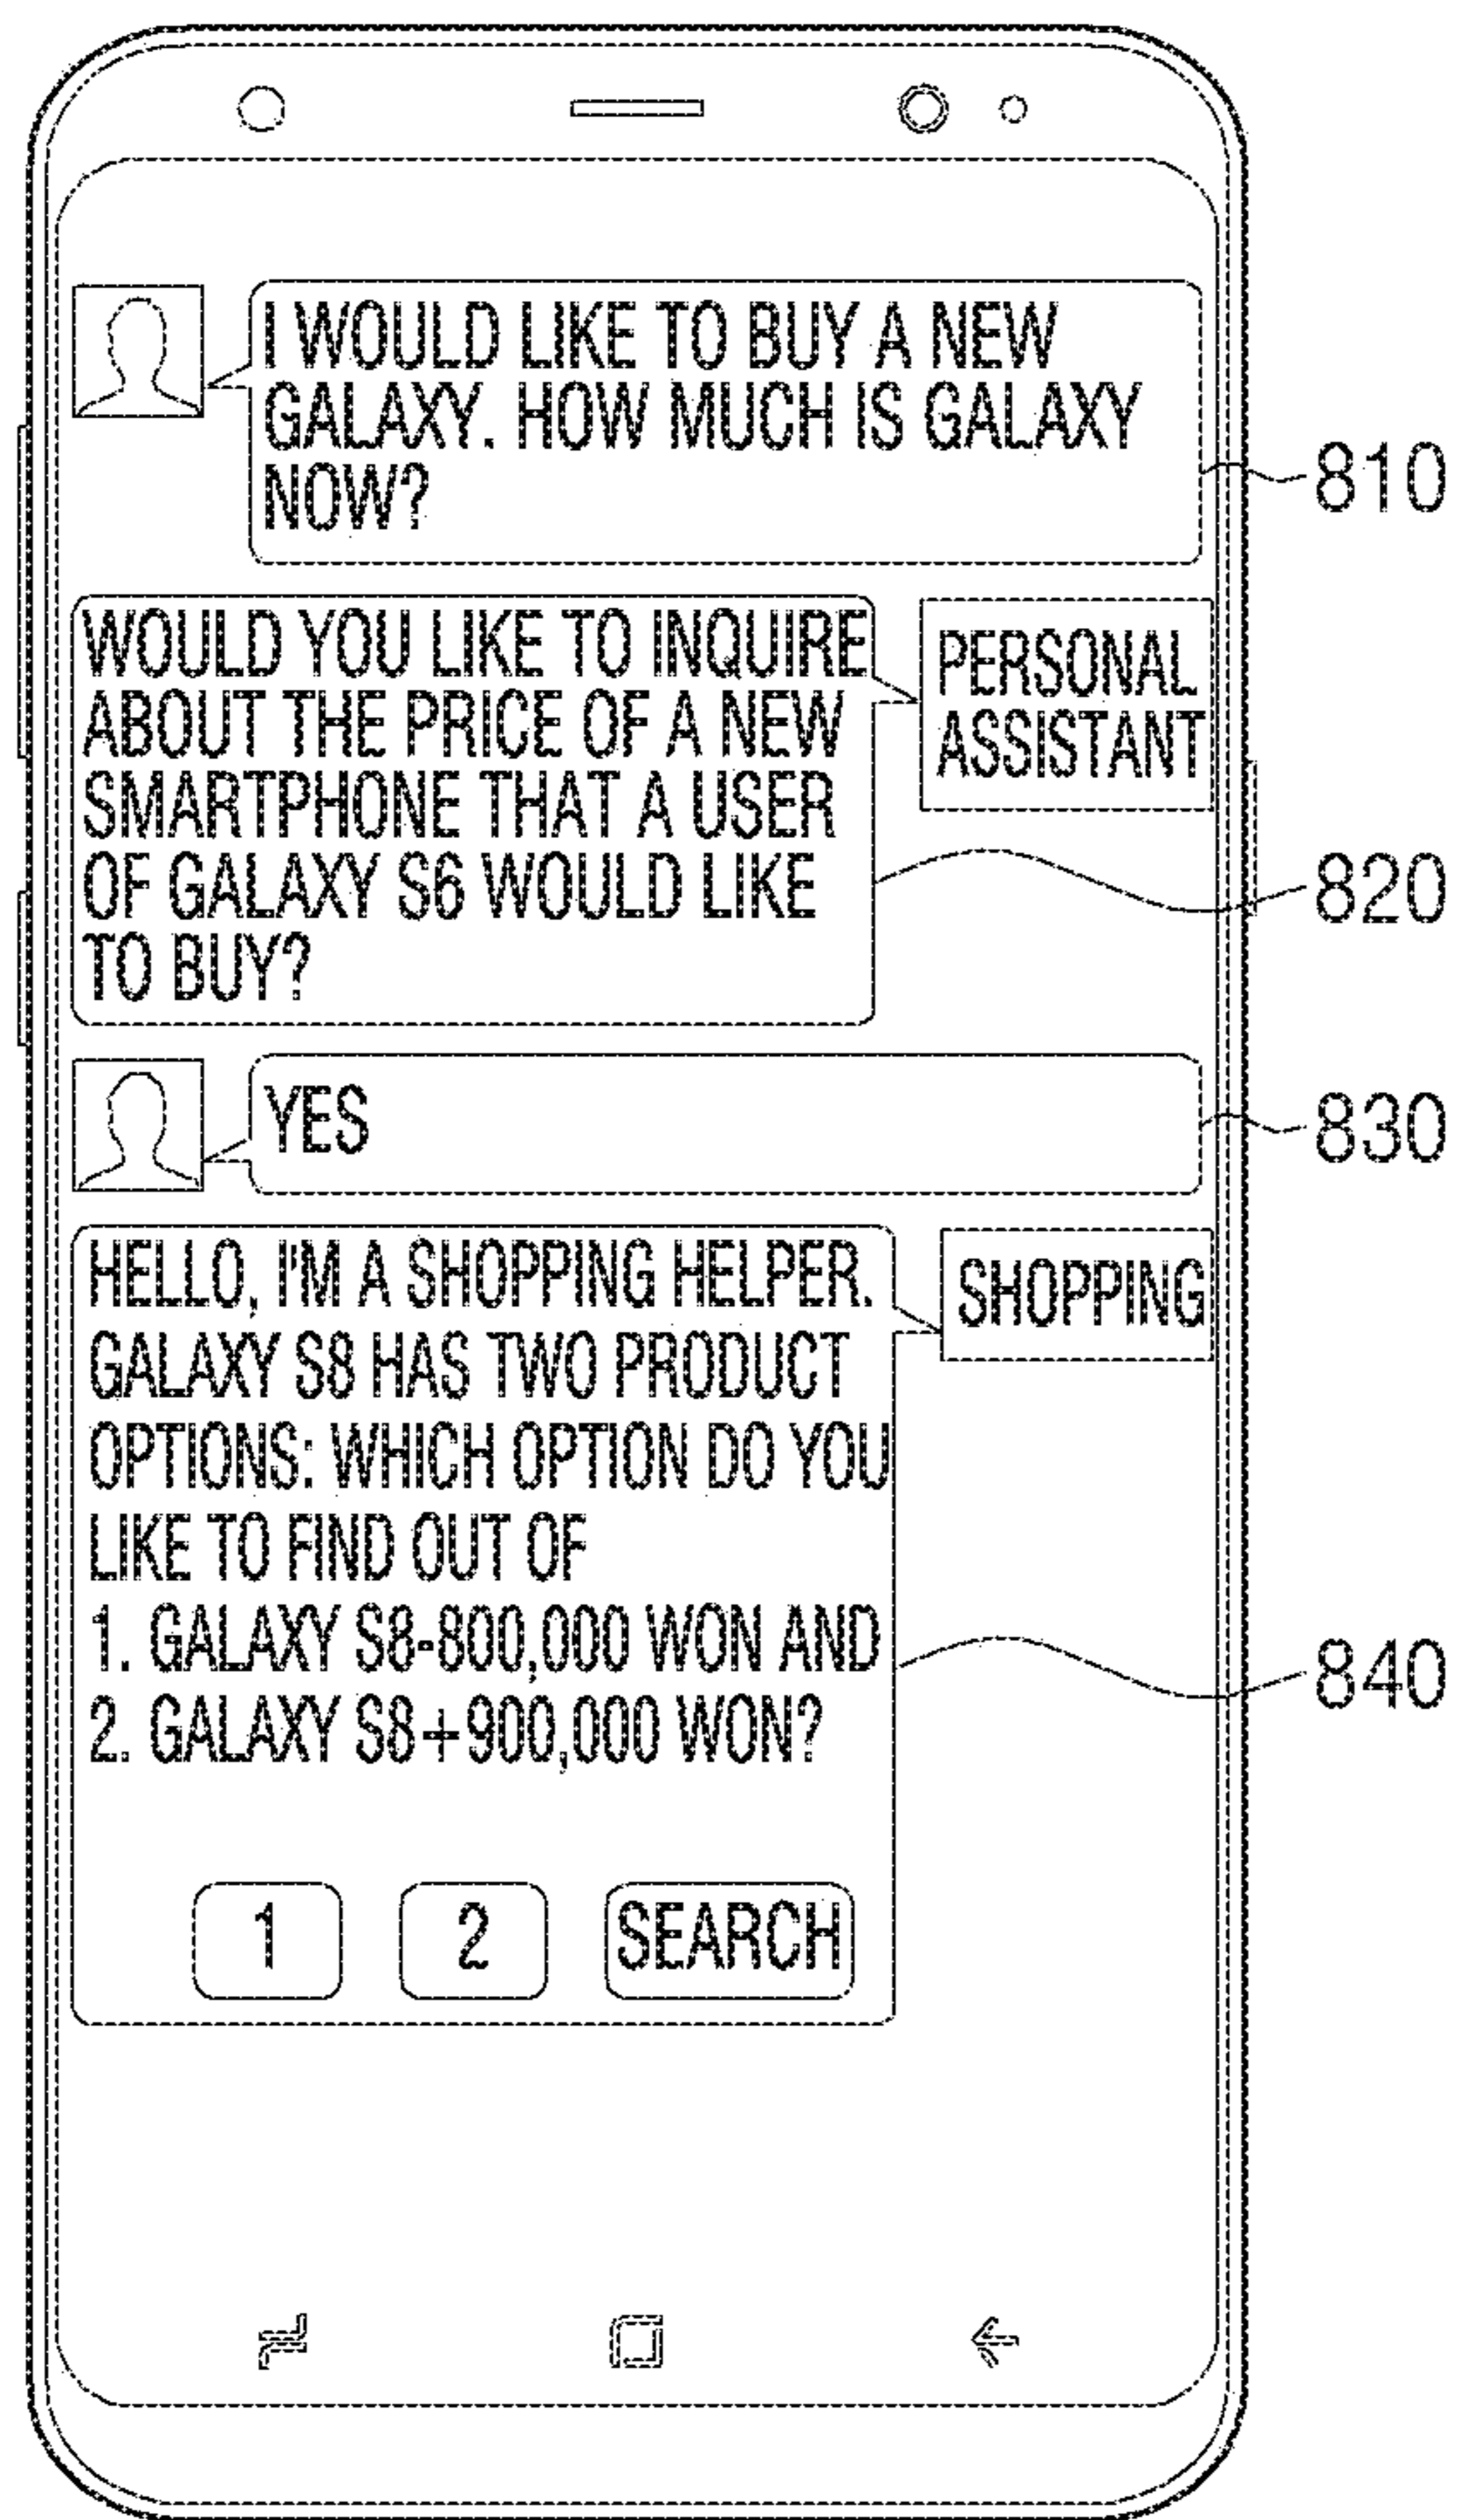 I WOULD LIKE TO BUY A NEW
GALAXY. HOW MUCH IS GALAXY
NOW?
810
WOULD YOU LIKE TO INQUIRE
ABOUT THE PRICE OF A NEW
SMARTPHONE THAT A USER
OF GALAXY S6 WOULD LIKE
TO BUY?
PERSONAL
ASSISTANT
820
YES
830
HELLO, I'M A SHOPPING HELPER.
GALAXY S8 HAS TWO PRODUCT
OPTIONS: WHICH OPTION DO YOU
LIKE TO FIND OUT OF
1. GALAXY S8-800,000 WON AND
2. GALAXY S8+900,000 WON?
SHOPPING
840
1
2
SEARCH